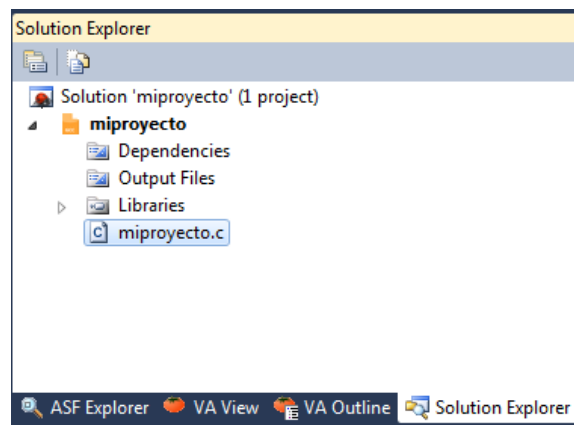 Solution Explorer
Solution 'miproyecto' (1 project)
miproyecto
Dependencies
Output Files
Libraries
miproyecto.c
ASF Explorer VA View VA Outline Solution Explorer